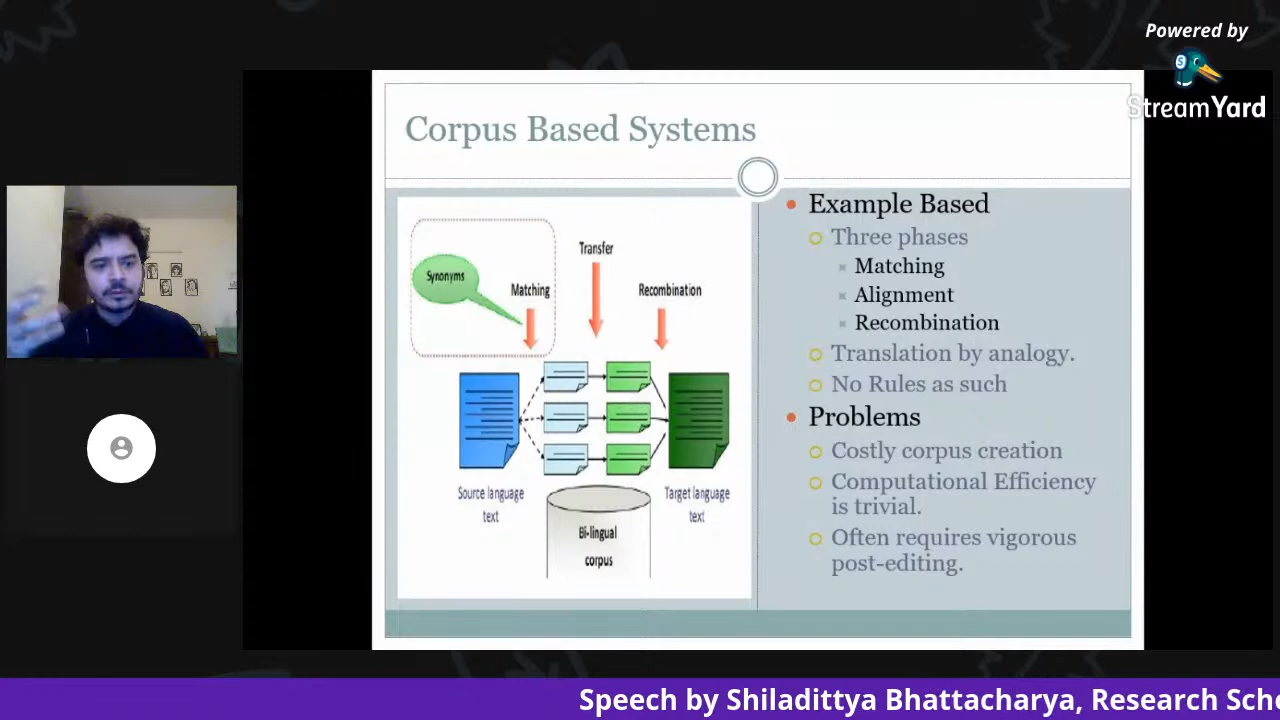 Powered by
StreamYard
Corpus Based Systems
Synonyms
Matching
Transfer
Recombination
Source language
text
Bi-lingual
corpus
Target language
text
Example Based
Three phases
Matching
Alignment
Recombination
Translation by analogy.
No Rules as such
Problems
Costly corpus creation
Computational Efficiency
is trivial.
Often requires vigorous
post-editing.
Speech by Shiladittya Bhattacharya, Research Sch